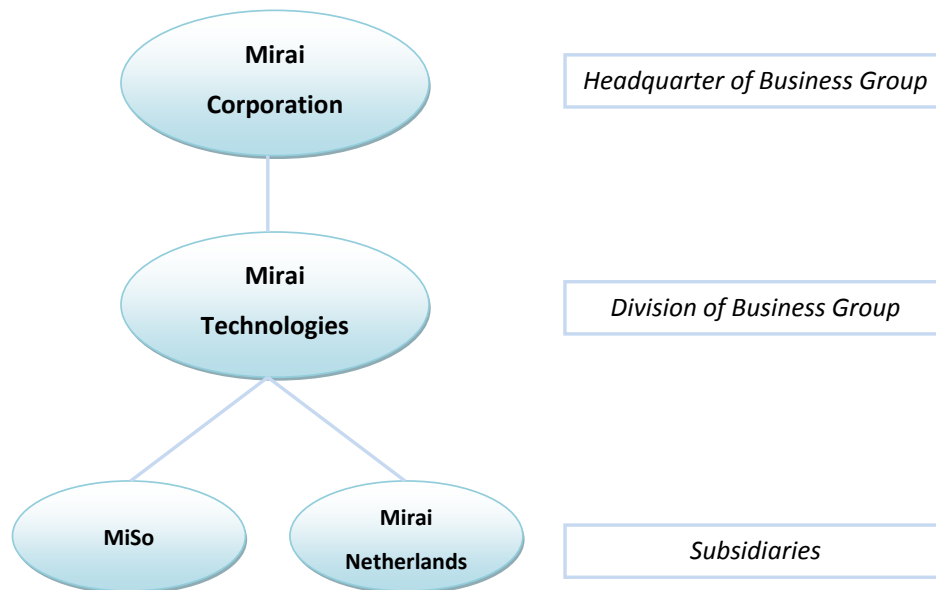 Mirai
Corporation
Headquarter of Business Group
Mirai
Technologies
Division of Business Group
MiSo
Mirai
Netherlands
Subsidiaries